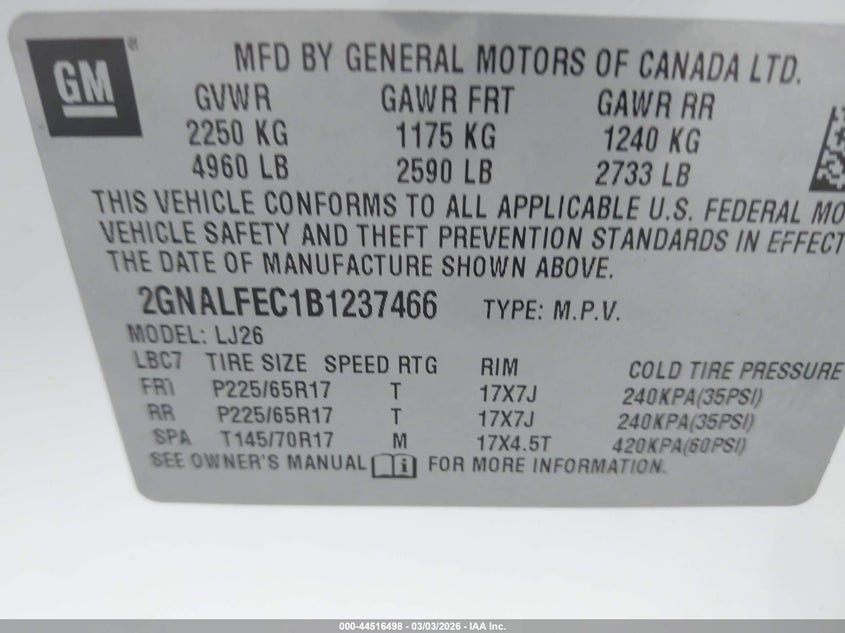 GM ®
MFD BY GENERAL MOTORS OF CANADA LTD.
GVWR GAWR FRT GAWR RR
2250 KG 1175 KG 1240 KG
4960 LB 2590 LB 2733 LB
THIS VEHICLE CONFORMS TO ALL APPLICABLE U.S. FEDERAL MO
VEHICLE SAFETY AND THEFT PREVENTION STANDARDS IN EFFECT
THE DATE OF MANUFACTURE SHOWN ABOVE.
2GNALFEC1B1237466 TYPE: M.P.V.
MODEL: LJ26
LBC7 TIRE SIZE SPEED RTG RIM COLD TIRE PRESSURE
FRT P225/65R17 T 17X7J 240KPA(35PSI)
RR P225/65R17 T 17X7J 240KPA(35PSI)
SPA T145/70R17 M 17X4.5T 420KPA(60PSI)
SEE OWNER'S MANUAL i FOR MORE INFORMATION.
000-44516498 - 03/03/2026 - IAA Inc.